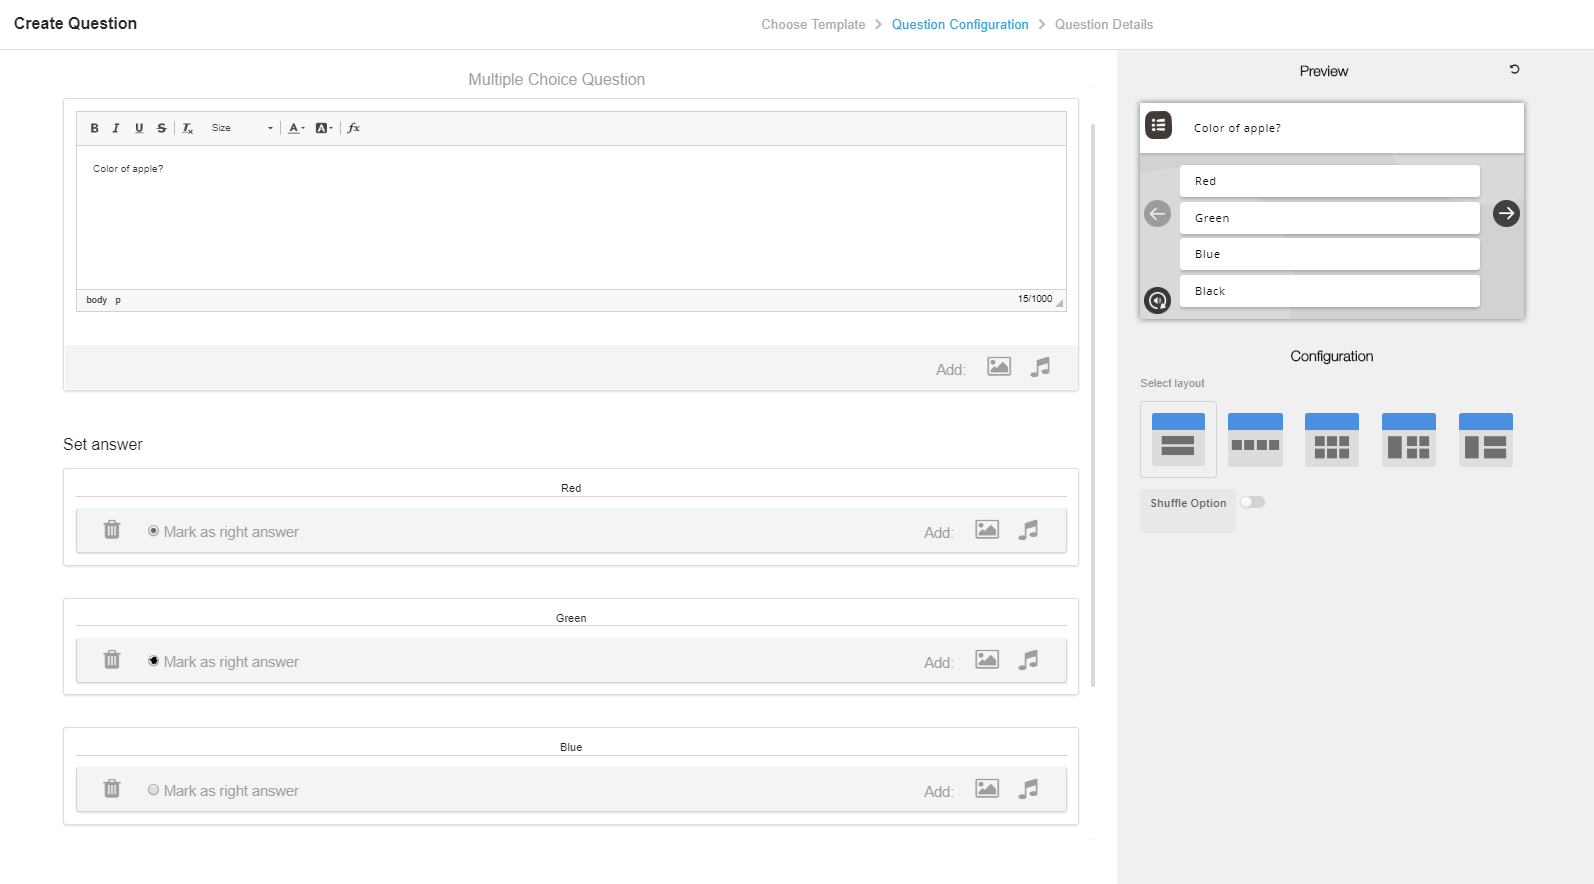 Create Question
Choose Template > Question Configuration > Question Details
Multiple Choice Question
B I U S Tx Size A A fx
Color of apple?
body p
15/1000
Add:
Set answer
Red
Mark as right answer
Add:
Green
Mark as right answer
Add:
Blue
Mark as right answer
Add:
Preview
Color of apple?
Red
Green
Blue
Black
Configuration
Select layout
Shuffle Option